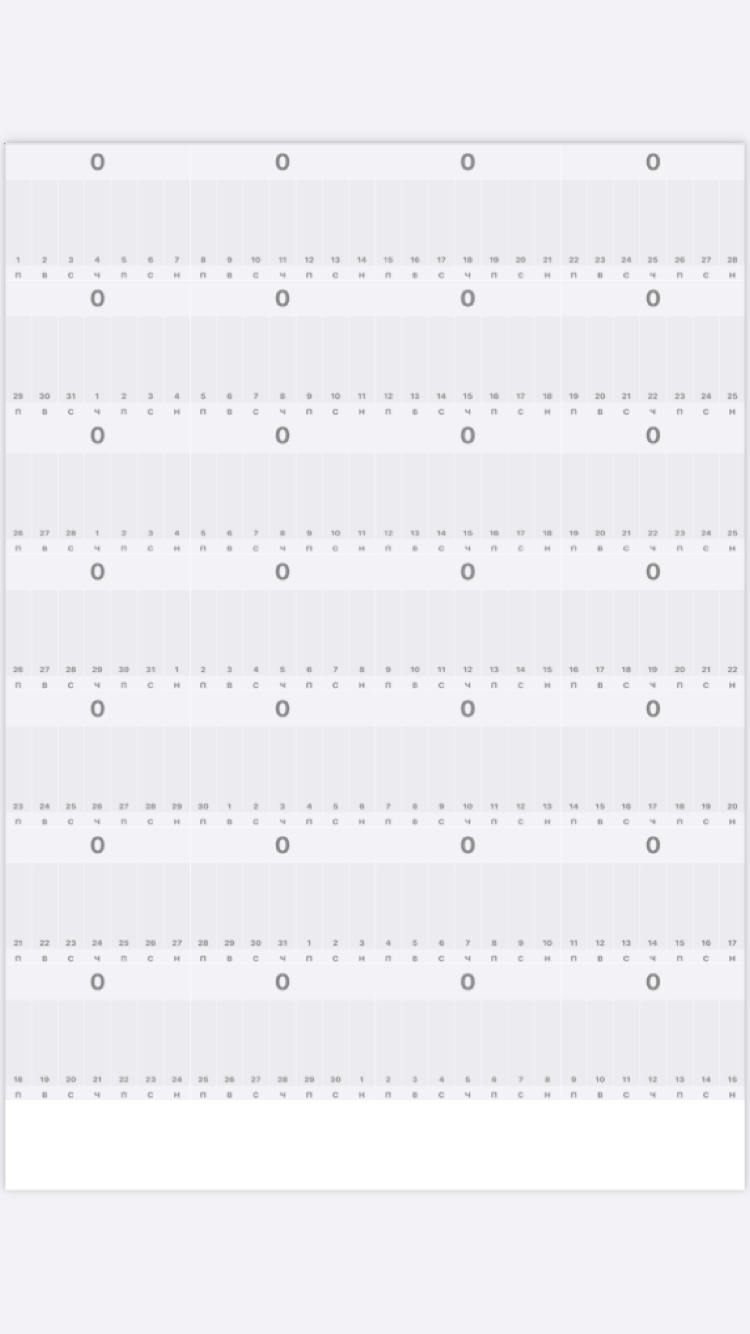 0 0 0 0
1 2 3 4 5 6 7 8 9 10 11 12 13 14 15 16 17 18 19 20 21 22 23 24 25 26 27 28
П В С Ч П С Н П В С Ч П С Н П В С Ч П С Н П В С Ч П С Н
0 0 0 0
29 30 31 1 2 3 4 5 6 7 8 9 10 11 12 13 14 15 16 17 18 19 20 21 22 23 24 25
П В С Ч П С Н П В С Ч П С Н П В С Ч П С Н П В С Ч П С Н
0 0 0 0
26 27 28 1 2 3 4 5 6 7 8 9 10 11 12 13 14 15 16 17 18 19 20 21 22 23 24 25
П В С Ч П С Н П В С Ч П С Н П В С Ч П С Н П В С Ч П С Н
0 0 0 0
26 27 28 29 30 31 1 2 3 4 5 6 7 8 9 10 11 12 13 14 15 16 17 18 19 20 21 22
П В С Ч П С Н П В С Ч П С Н П В С Ч П С Н П В С Ч П С Н
0 0 0 0
23 24 25 26 27 28 29 30 1 2 3 4 5 6 7 8 9 10 11 12 13 14 15 16 17 18 19 20
П В С Ч П С Н П В С Ч П С Н П В С Ч П С Н П В С Ч П С Н
0 0 0 0
21 22 23 24 25 26 27 28 29 30 31 1 2 3 4 5 6 7 8 9 10 11 12 13 14 15 16 17
П В С Ч П С Н П В С Ч П С Н П В С Ч П С Н П В С Ч П С Н
0 0 0 0
18 19 20 21 22 23 24 25 26 27 28 29 30 1 2 3 4 5 6 7 8 9 10 11 12 13 14 15
П В С Ч П С Н П В С Ч П С Н П В С Ч П С Н П В С Ч П С Н